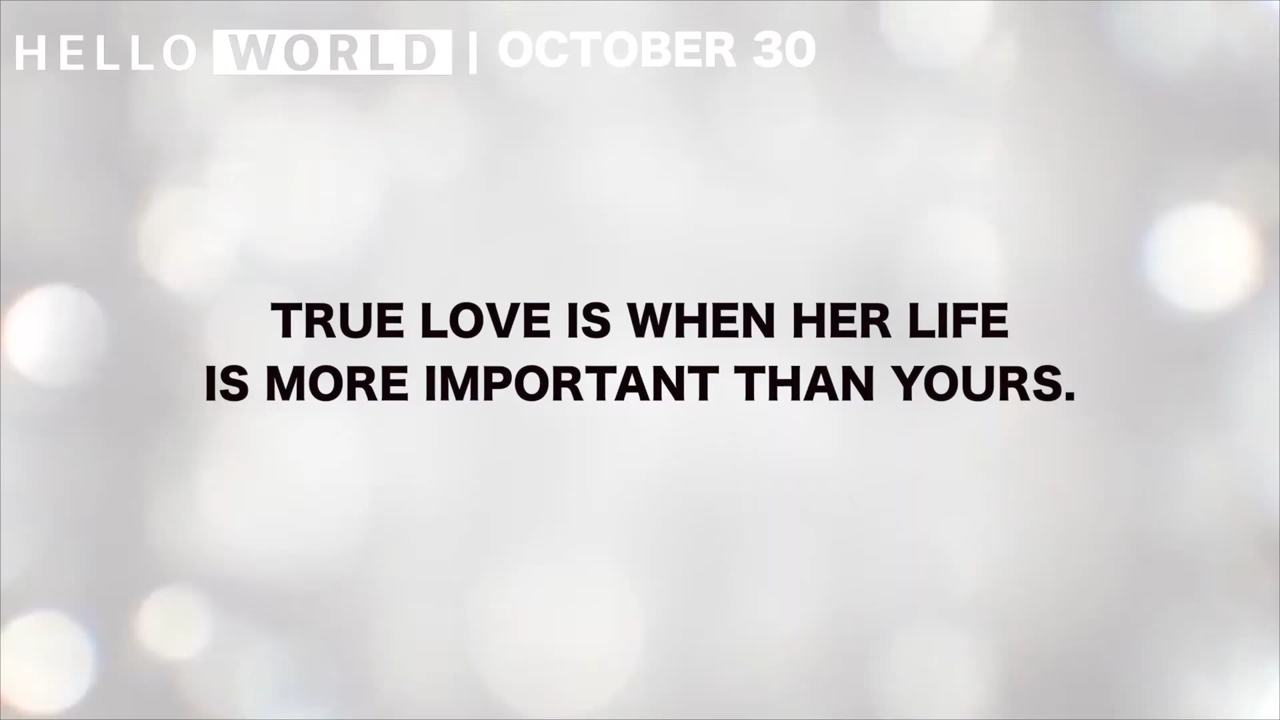 HELLO WORLD | OCTOBER 30
TRUE LOVE IS WHEN HER LIFE
IS MORE IMPORTANT THAN YOURS.